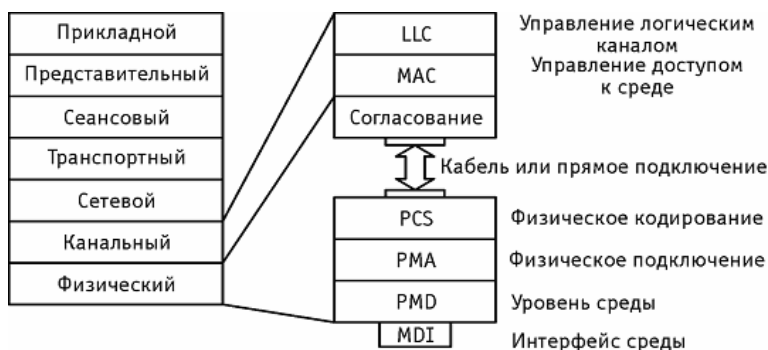 Прикладной
Представительный
Сеансовый
Транспортный
Сетевой
Канальный
Физический
LLC
MAC
Согласование
Управление логическим
каналом
Управление доступом
к среде
Кабель или прямое подключение
PCS
Физическое кодирование
PMA
Физическое подключение
PMD
Уровень среды
MDI
Интерфейс среды